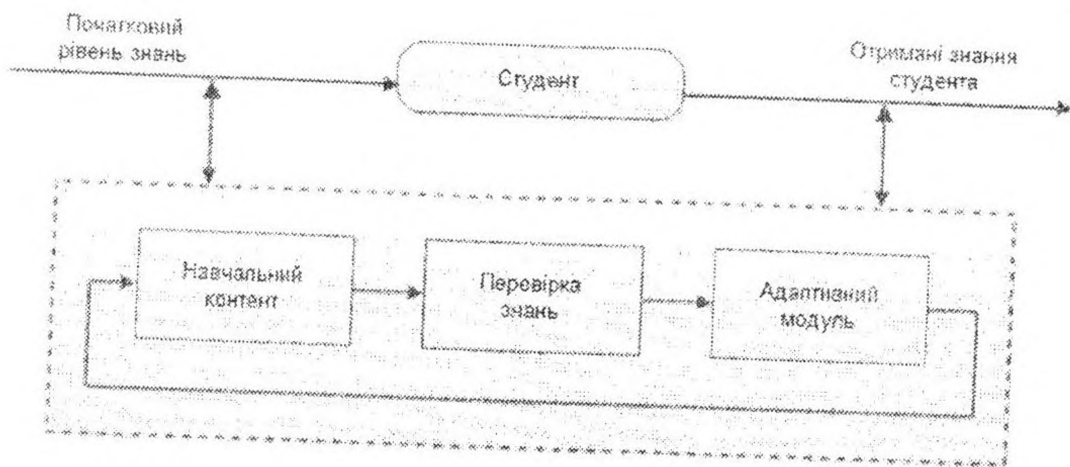 Початковий
рівень знань
Студент
Отримані знання
студента
Навчальний
контент
Перевірка
знань
Адаптивний
модуль